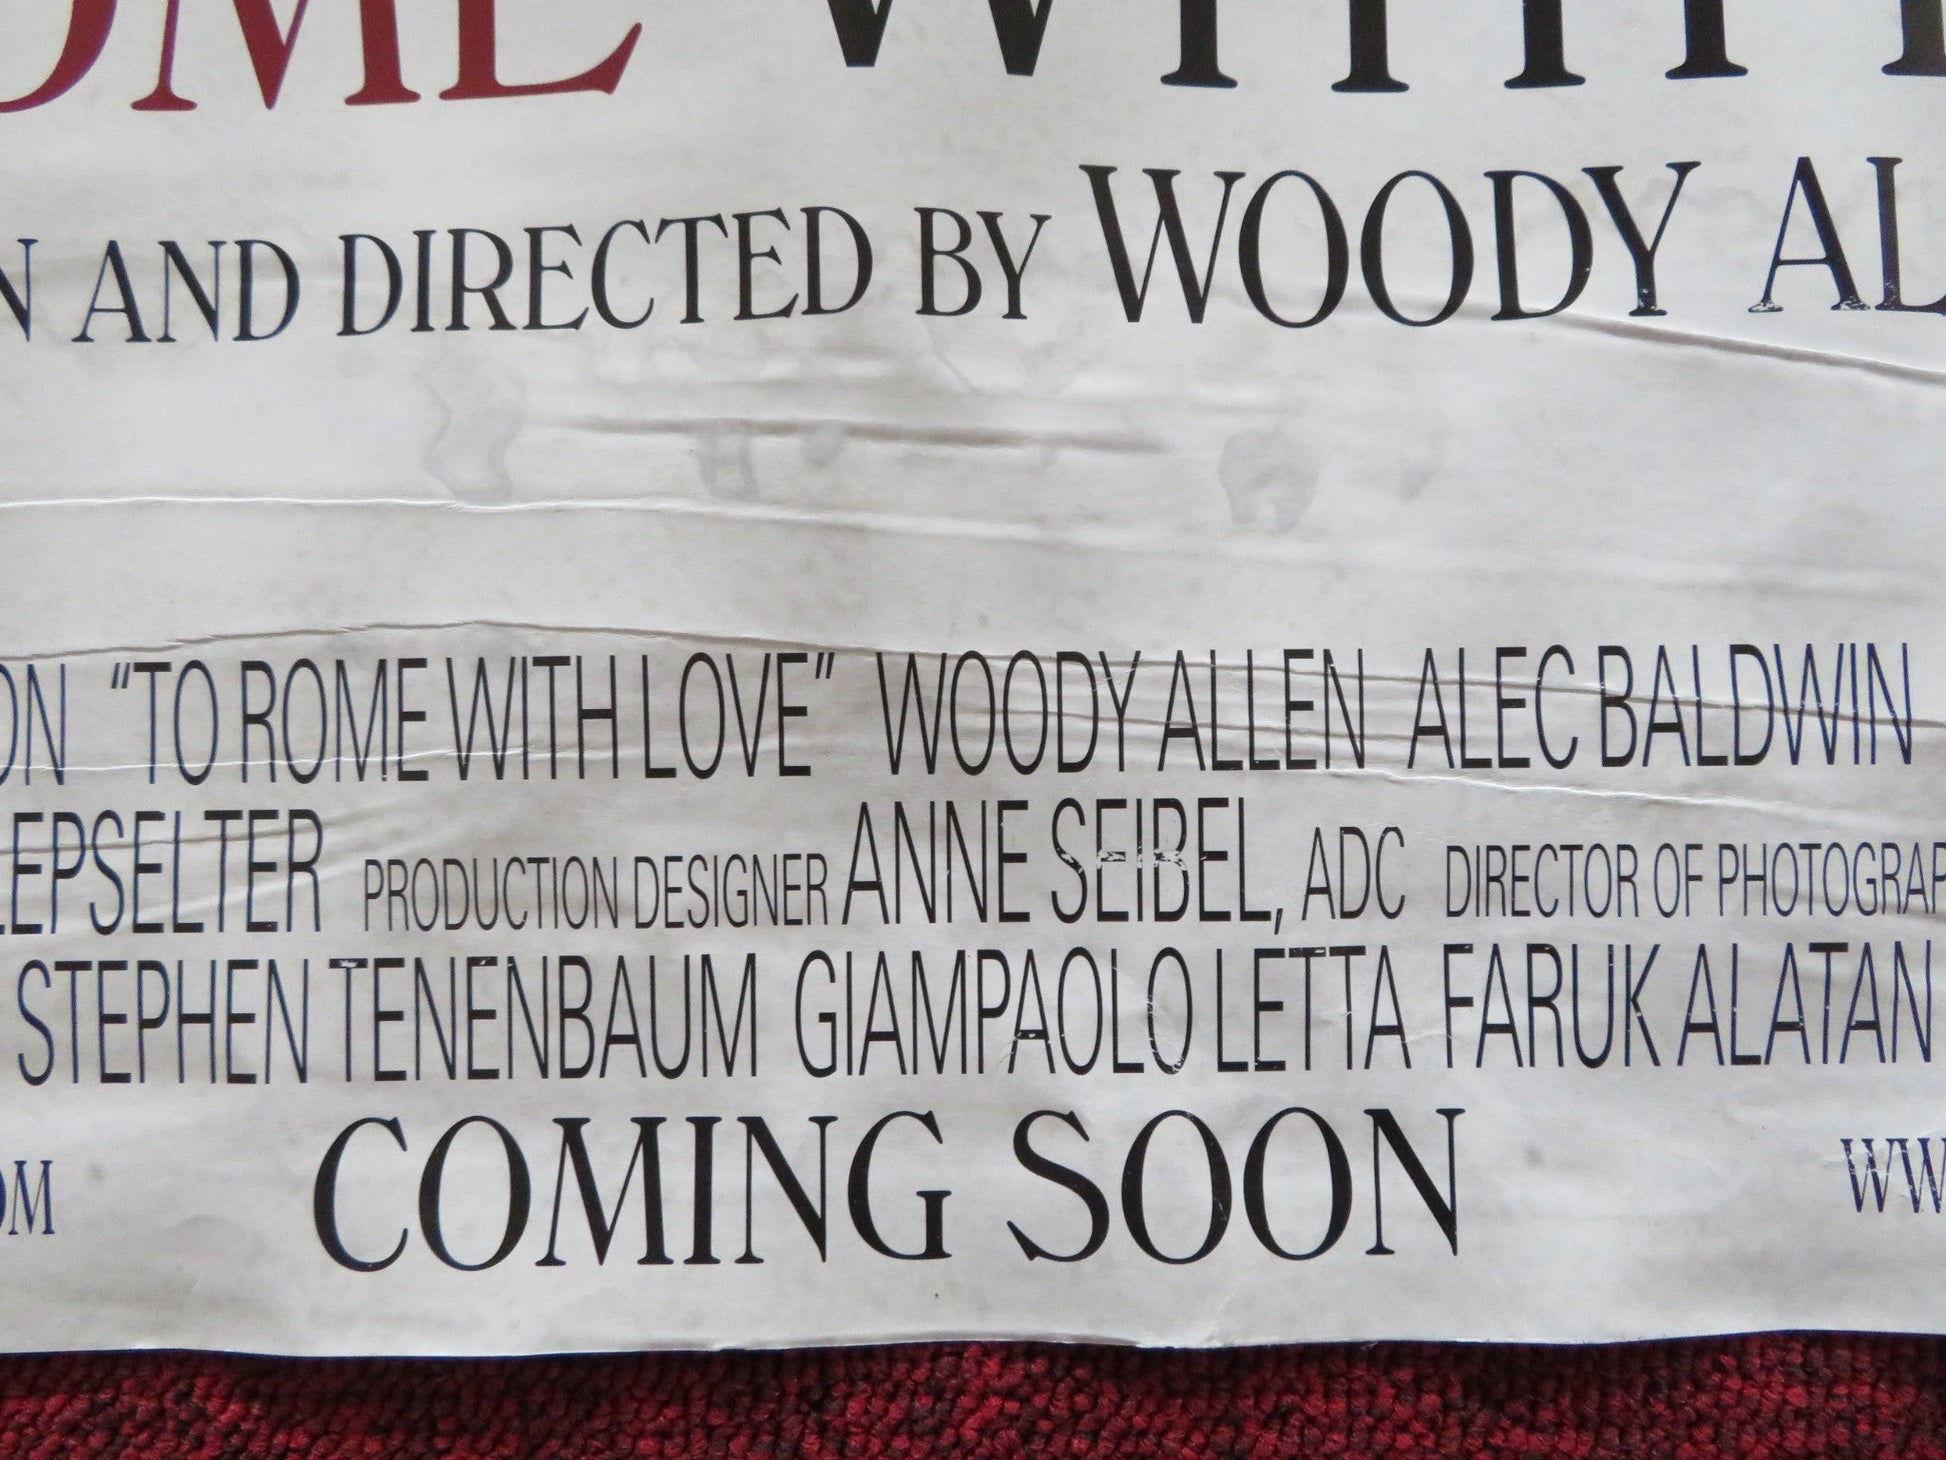 OME WITH L
N AND DIRECTED BY WOODY AL
ON "TO ROME WITH LOVE" WOODY ALLEN ALEC BALDWIN
LEPSELTER PRODUCTION DESIGNER ANNE SEIBEL, ADC DIRECTOR OF PHOTOGRAP
STEPHEN TENENBAUM GIAMPAOLO LETTA FARUK ALATAN
OM COMING SOON WW